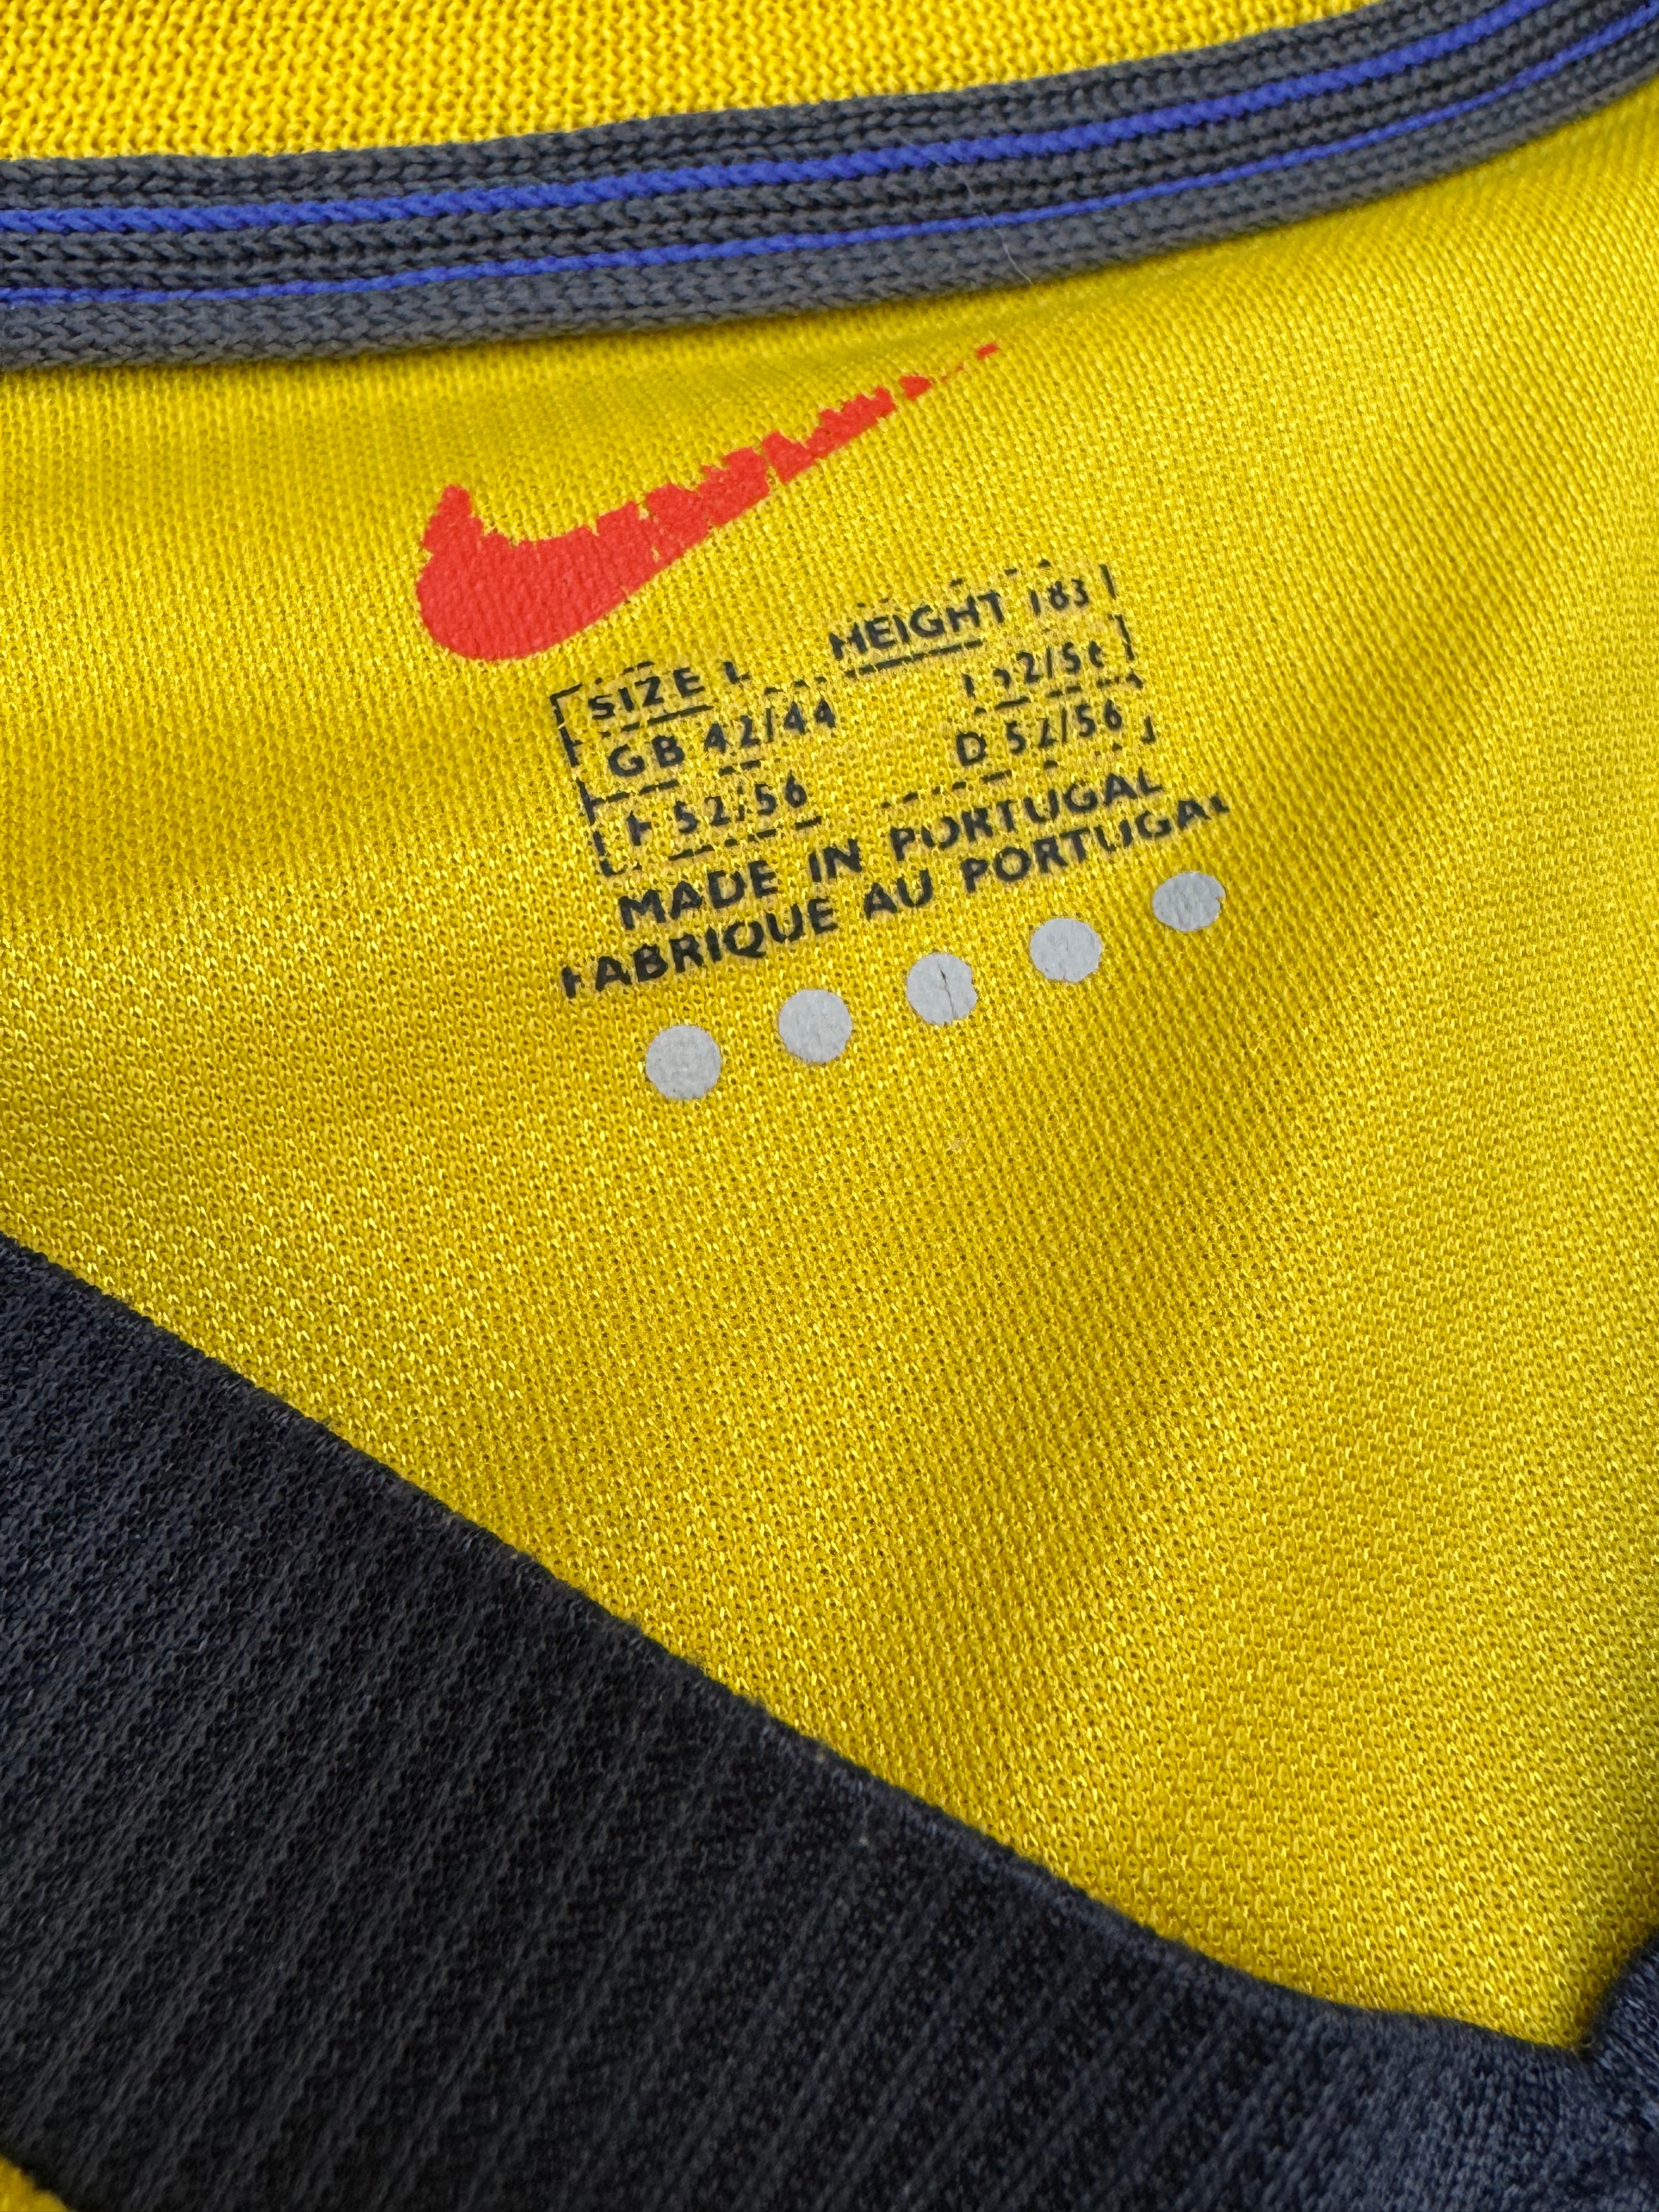 SIZE L HEIGHT 183
GB 42/44 I 52/56
F 52/56 D 52/56
MADE IN PORTUGAL
FABRIQUE AU PORTUGAL